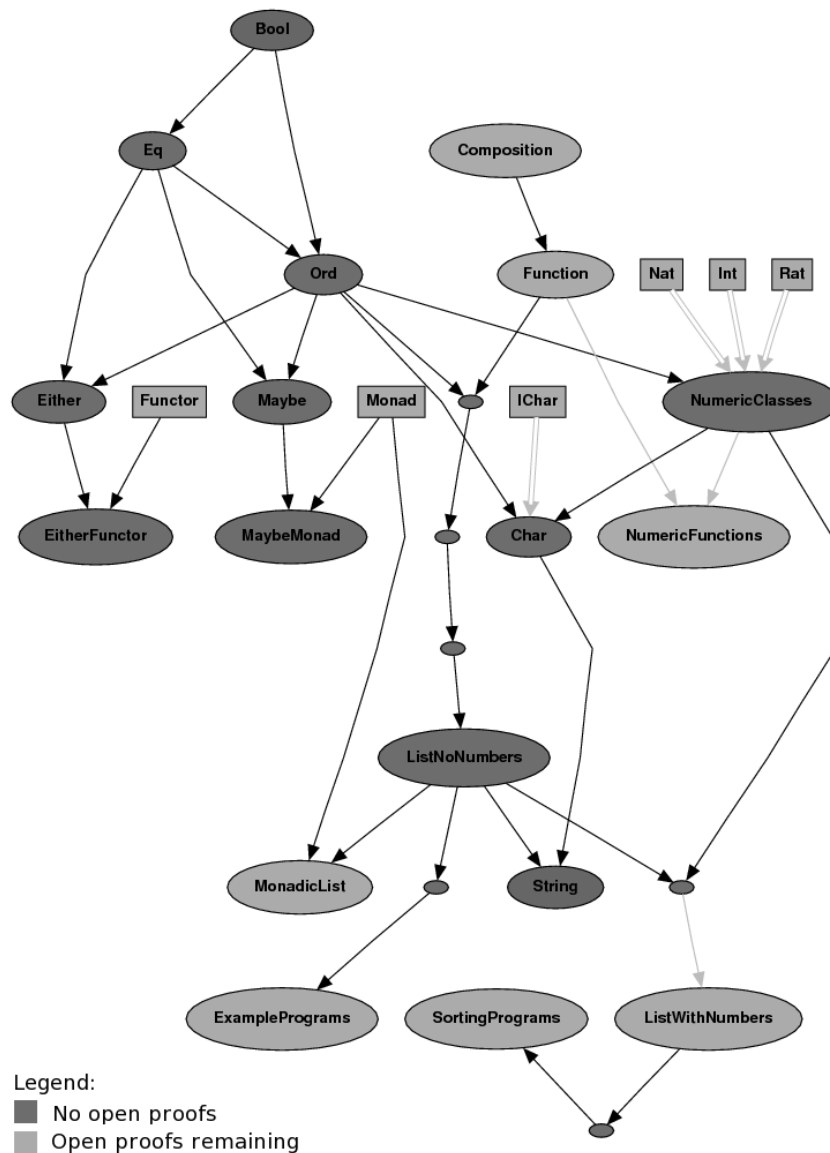 Bool
Eq
Composition
Ord
Function
Nat
Int
Rat
Either
Functor
Maybe
Monad
IChar
NumericClasses
EitherFunctor
MaybeMonad
Char
NumericFunctions
ListNoNumbers
MonadicList
String
ExamplePrograms
SortingPrograms
ListWithNumbers
Legend:
No open proofs
Open proofs remaining